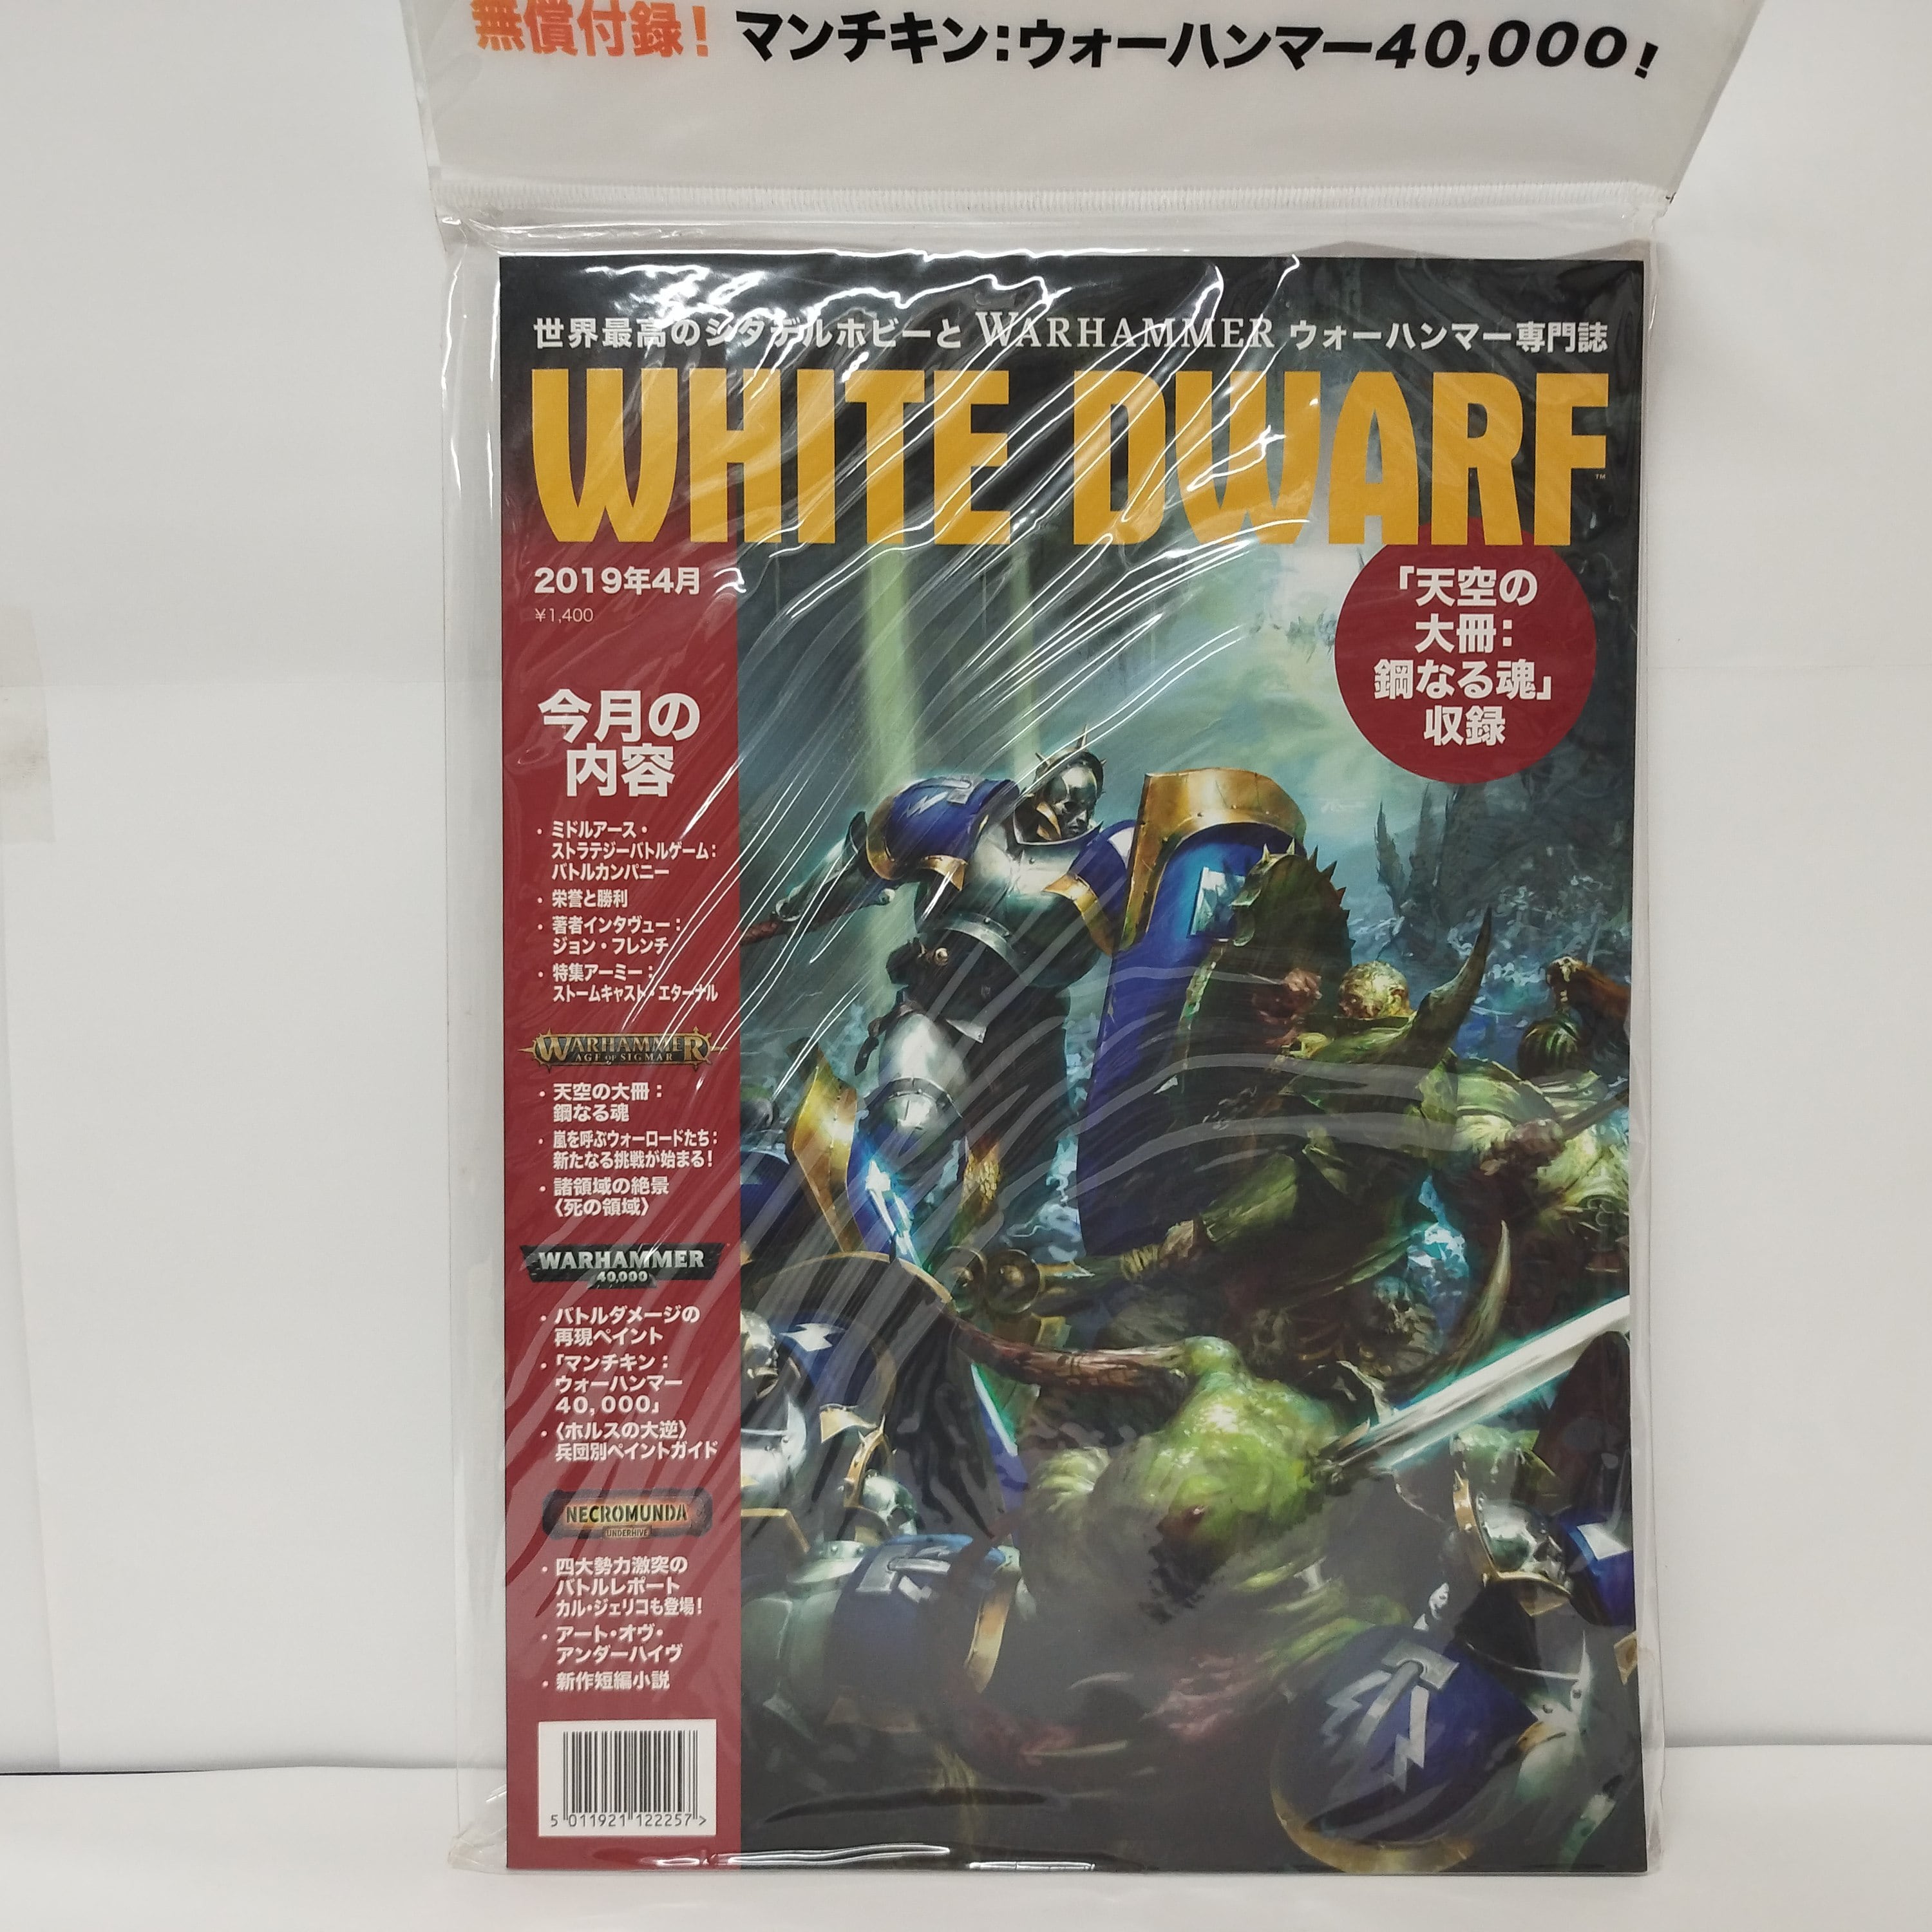 無償付録! マンチキン:ウォーハンマー40,000!
世界最高のシタデルホビーと WARHAMMER ウォーハンマー専門誌
WHITE DWARF™
2019年4月
¥1,400
「天空の
大冊:
鋼なる魂」
収録
今月の
内容
・ミドルアース・
ストラテジーバトルゲーム:
バトルカンパニー
・栄誉と勝利
・著者インタヴュー:
ジョン・フレンチ
・特集アーミー:
ストームキャスト・エターナル
WARHAMMER
AGE OF SIGMAR
・天空の大冊:
鋼なる魂
・嵐を呼ぶウォーロードたち:
新たなる挑戦が始まる!
・諸領域の絶景
〈死の領域〉
WARHAMMER
40,000
・バトルダメージの
再現ペイント
・「マンチキン:
ウォーハンマー
40,000」
・〈ホルスの大逆〉
兵団別ペイントガイド
NECROMUNDA
UNDERHIVE
・四大勢力激突の
バトルレポート
カル・ジェリコも登場!
・アート・オヴ・
アンダーハイヴ
・新作短編小説
5 011921 122257 >